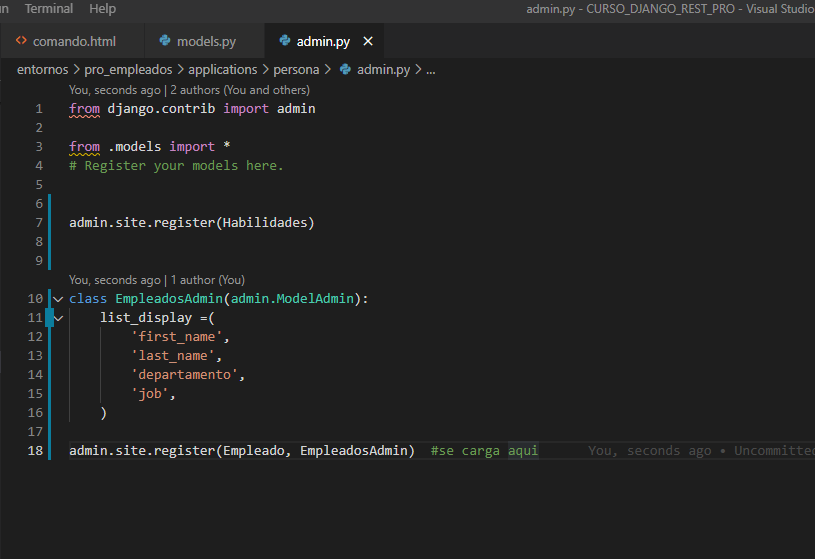 Terminal Help admin.py - CURSO_DJANGO_REST_PRO - Visual Studio
<> comando.html models.py admin.py ×
entornos > pro_empleados > applications > persona > admin.py > ...
You, seconds ago | 2 authors (You and others)
1 from django.contrib import admin
2
3 from .models import *
4 # Register your models here.
5
6
7 admin.site.register(Habilidades)
8
9
You, seconds ago | 1 author (You)
10 class EmpleadosAdmin(admin.ModelAdmin):
11 list_display =(
12 'first_name',
13 'last_name',
14 'departamento',
15 'job',
16 )
17
18 admin.site.register(Empleado, EmpleadosAdmin) #se carga aqui You, seconds ago • Uncommitted